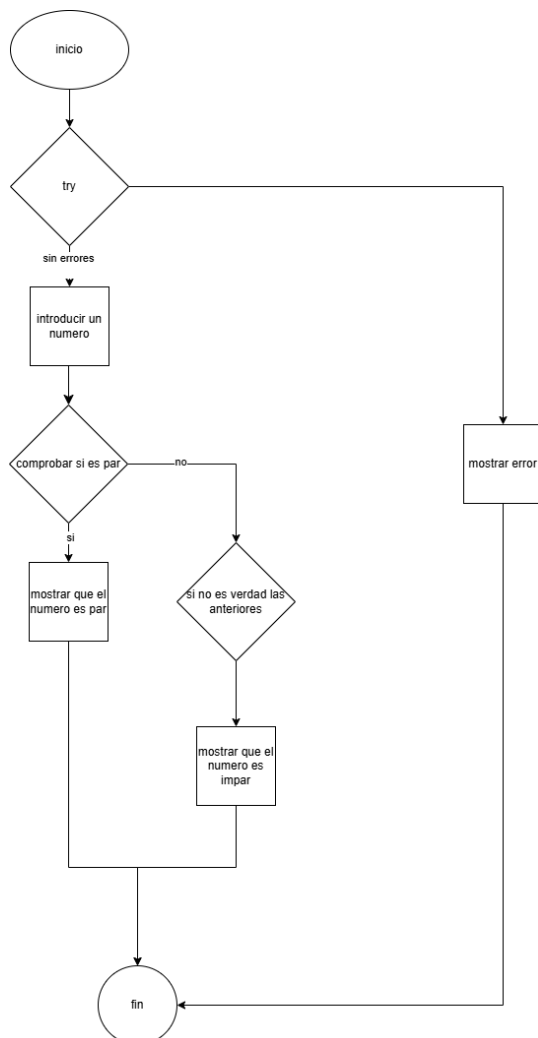 inicio
try
sin errores
introducir un
numero
comprobar si es par
no
mostrar error
si
mostrar que el
numero es par
si no es verdad las
anteriores
mostrar que el
numero es
impar
fin